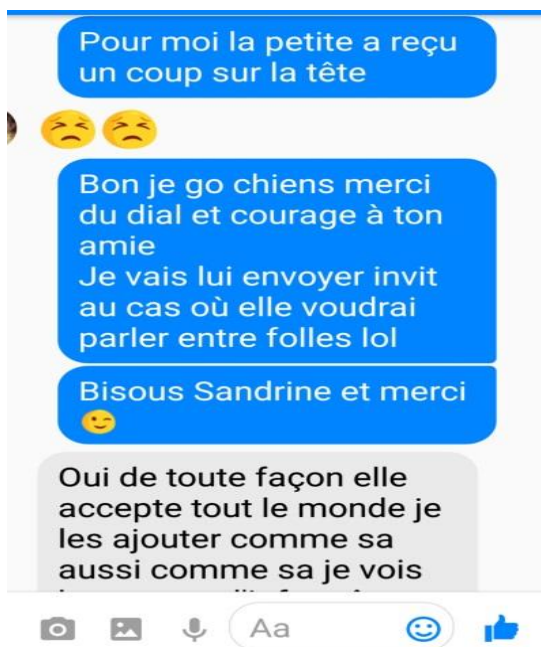 Pour moi la petite a reçu
un coup sur la tête
😣😣
Bon je go chiens merci
du dial et courage à ton
amie
Je vais lui envoyer invit
au cas où elle voudrai
parler entre folles lol
Bisous Sandrine et merci
😉
Oui de toute façon elle
accepte tout le monde je
les ajouter comme sa
aussi comme sa je vois
Aa